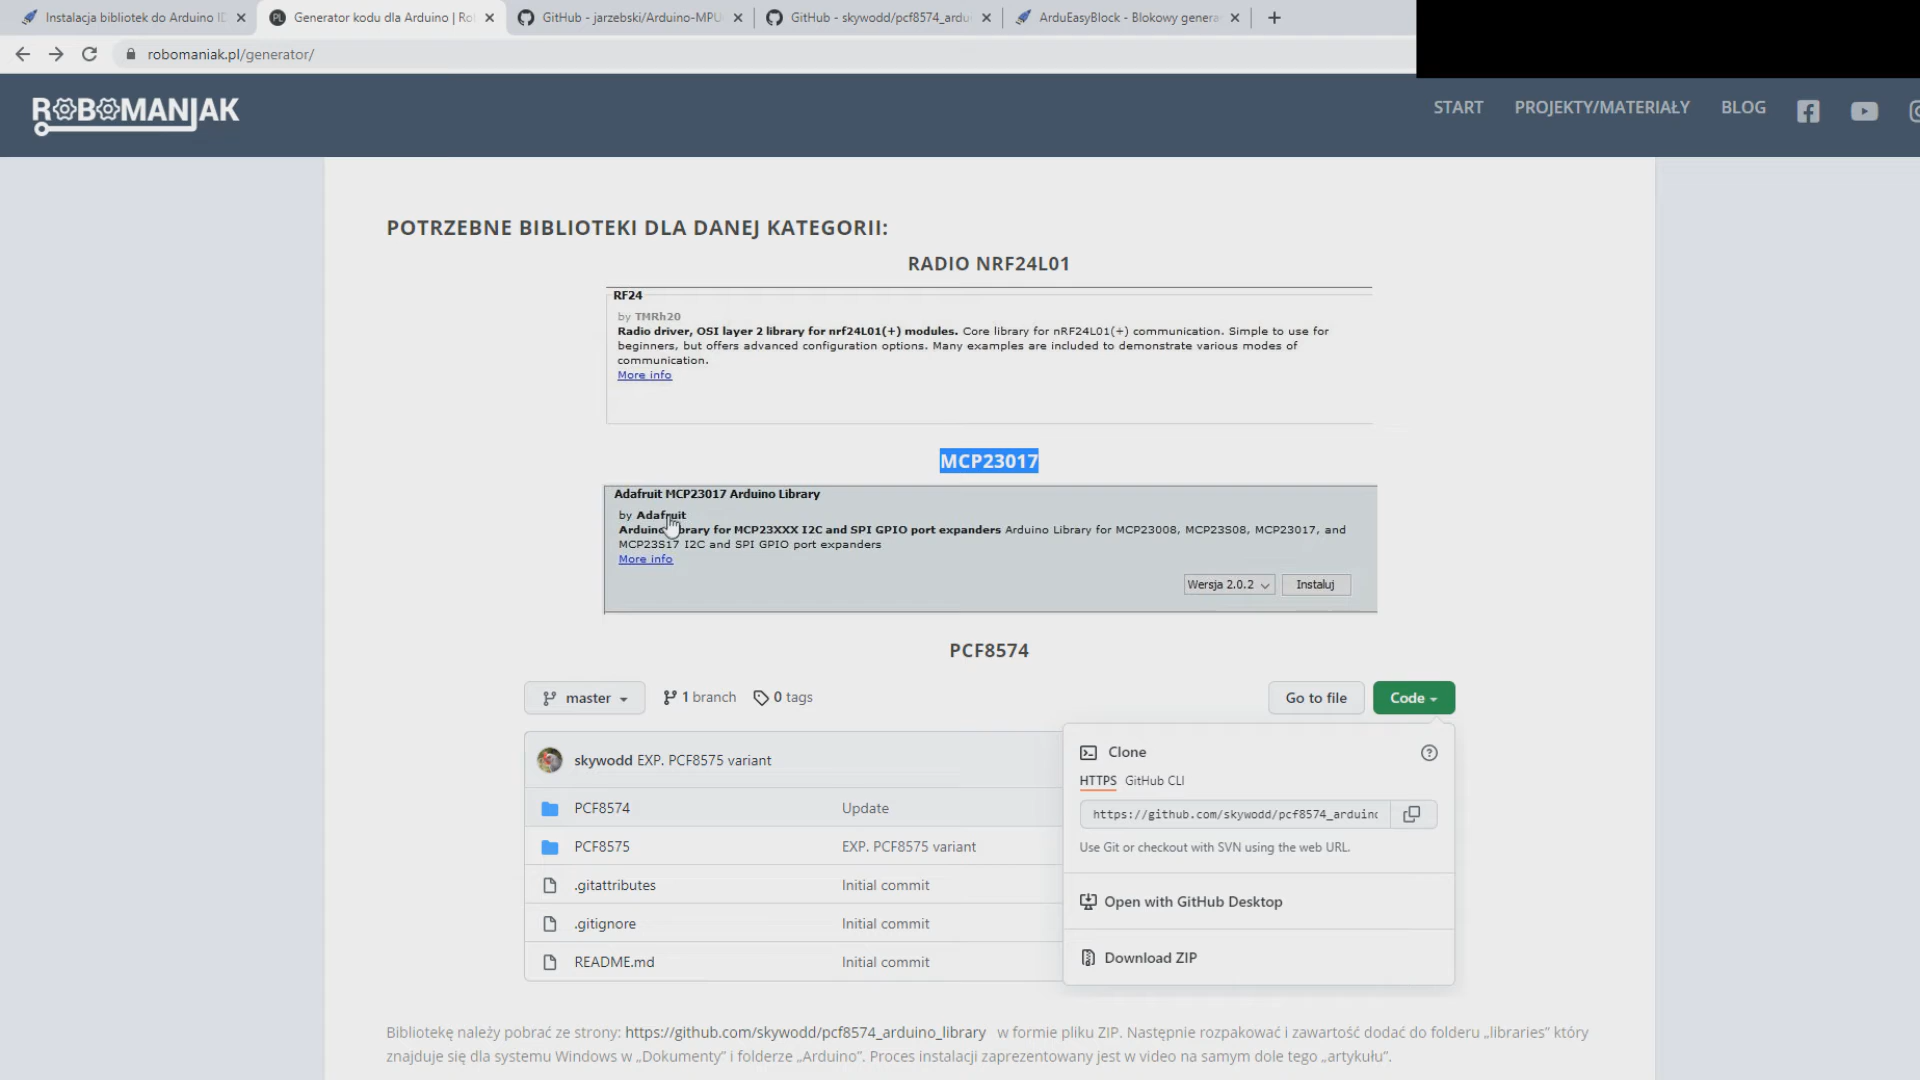 Instalacja bibliotek do Arduino ID
Generator kodu dla Arduino | Ro
GitHub - jarzebski/Arduino-MPU
GitHub - skywodd/pcf8574_ardu
ArduEasyBlock - Blokowy genera
robomaniak.pl/generator/
ROBOMANIAK
START
PROJEKTY/MATERIAŁY
BLOG
POTRZEBNE BIBLIOTEKI DLA DANEJ KATEGORII:
RADIO NRF24L01
RF24
by TMRh20
Radio driver, OSI layer 2 library for nrf24L01(+) modules. Core library for nRF24L01(+) communication. Simple to use for
beginners, but offers advanced configuration options. Many examples are included to demonstrate various modes of
communication.
More info
MCP23017
Adafruit MCP23017 Arduino Library
by Adafruit
Arduino Library for MCP23XXX I2C and SPI GPIO port expanders Arduino Library for MCP23008, MCP23S08, MCP23017, and
MCP23S17 I2C and SPI GPIO port expanders
More info
Wersja 2.0.2
Instaluj
PCF8574
master
1 branch
0 tags
Go to file
Code
skywodd EXP. PCF8575 variant
PCF8574
Update
PCF8575
EXP. PCF8575 variant
.gitattributes
Initial commit
.gitignore
Initial commit
README.md
Initial commit
Clone
HTTPS
GitHub CLI
https://github.com/skywodd/pcf8574_arduino
Use Git or checkout with SVN using the web URL.
Open with GitHub Desktop
Download ZIP
Bibliotekę należy pobrać ze strony: https://github.com/skywodd/pcf8574_arduino_library w formie pliku ZIP. Następnie rozpakować i zawartość dodać do folderu „libraries" który
znajduje się dla systemu Windows w „Dokumenty" i folderze „Arduino". Proces instalacji zaprezentowany jest w video na samym dole tego „artykułu".